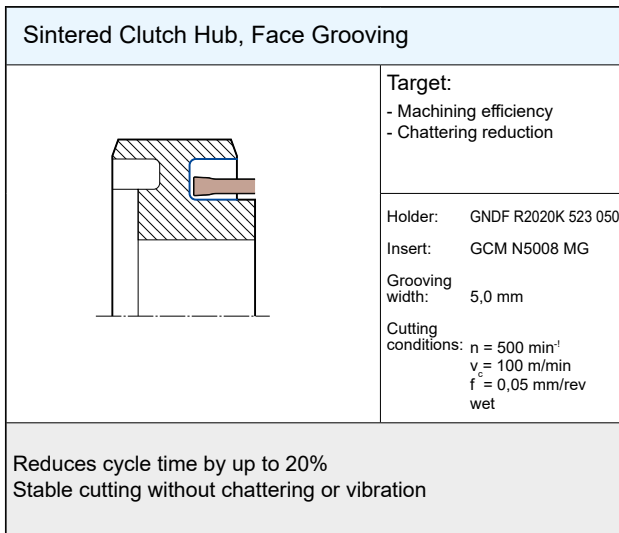 Sintered Clutch Hub, Face Grooving
Target:
- Machining efficiency
- Chattering reduction
Holder: GNDF R2020K 523 050
Insert: GCM N5008 MG
Grooving
width: 5,0 mm
Cutting
conditions: n = 500 min⁻¹
vc = 100 m/min
f = 0,05 mm/rev
wet
Reduces cycle time by up to 20%
Stable cutting without chattering or vibration